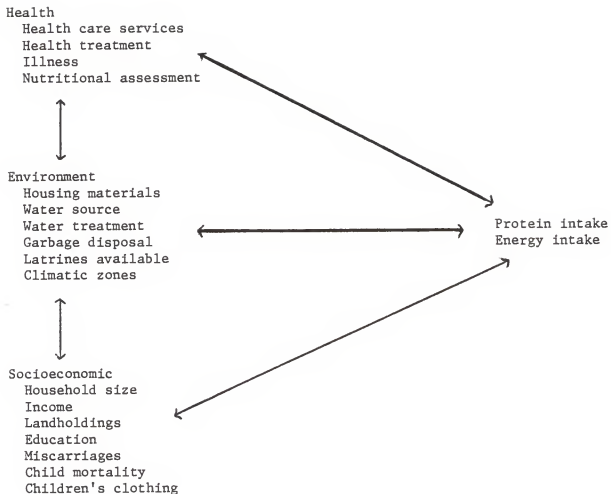 Health
Health care services
Health treatment
Illness
Nutritional assessment
Environment
Housing materials
Water source
Water treatment
Garbage disposal
Latrines available
Climatic zones
Protein intake
Energy intake
Socioeconomic
Household size
Income
Landholdings
Education
Miscarriages
Child mortality
Children's clothing